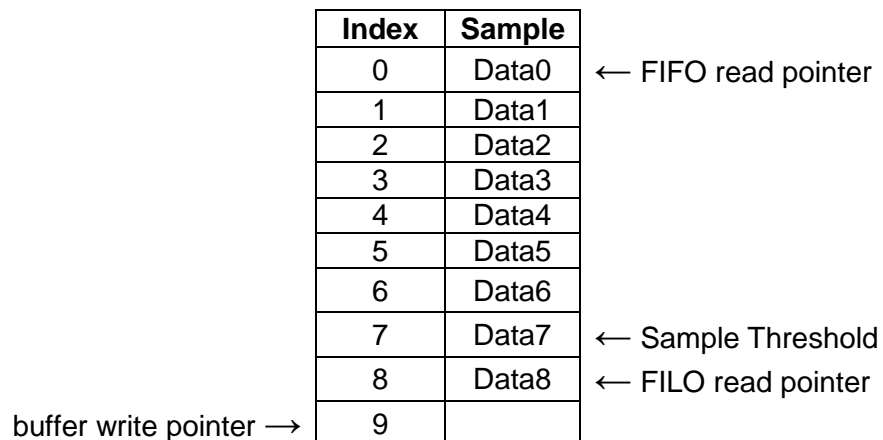 Index Sample
0 Data0 ← FIFO read pointer
1 Data1
2 Data2
3 Data3
4 Data4
5 Data5
6 Data6
7 Data7 ← Sample Threshold
8 Data8 ← FILO read pointer
buffer write pointer → 9